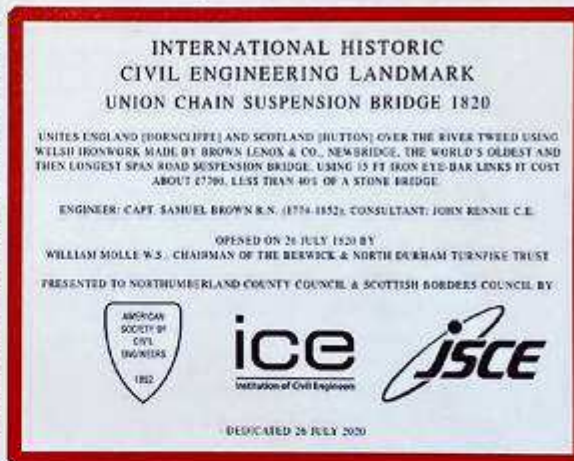 INTERNATIONAL HISTORIC
CIVIL ENGINEERING LANDMARK
UNION CHAIN SUSPENSION BRIDGE 1820
UNITES ENGLAND [HORNCLIFFE] AND SCOTLAND [HUTTON] OVER THE RIVER TWEED USING
WELSH IRONWORK MADE BY BROWN LENOX & CO., NEWBRIDGE. THE WORLD'S OLDEST AND
THEN LONGEST SPAN ROAD SUSPENSION BRIDGE, USING 15 FT IRON EYE-BAR LINKS IT COST
ABOUT £7700, LESS THAN 40% OF A STONE BRIDGE.
ENGINEER: CAPT. SAMUEL BROWN R.N. (1774-1852); CONSULTANT: JOHN RENNIE C.E.
OPENED ON 26 JULY 1820 BY
WILLIAM MOLLE W.S., CHAIRMAN OF THE BERWICK & NORTH DURHAM TURNPIKE TRUST
PRESENTED TO NORTHUMBERLAND COUNTY COUNCIL & SCOTTISH BORDERS COUNCIL BY
AMERICAN
SOCIETY OF
CIVIL
ENGINEERS
1852
ice
Institution of Civil Engineers
JSCE
DEDICATED 26 JULY 2020